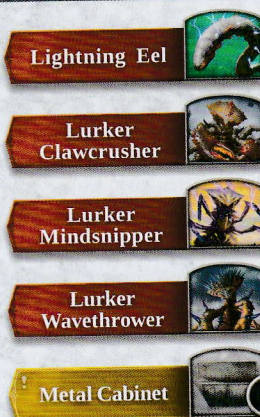 Lightning Eel
Lurker
Clawcrusher
Lurker
Mindsnipper
Lurker
Wavethrower
!
Metal Cabinet